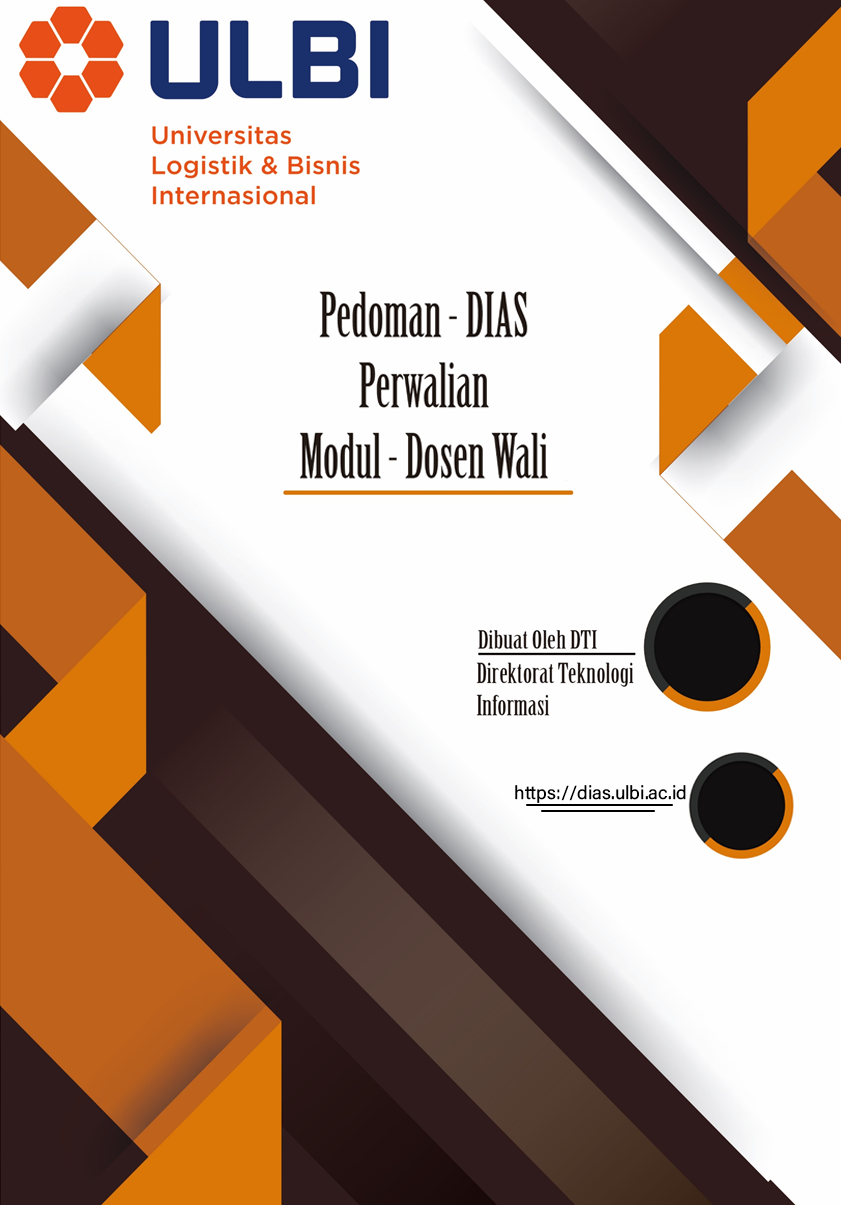 ULBI
Universitas
Logistik & Bisnis
Internasional
Pedoman - DIAS
Perwalian
Modul - Dosen Wali
Dibuat Oleh DTI
Direktorat Teknologi
Informasi
https://dias.ulbi.ac.id